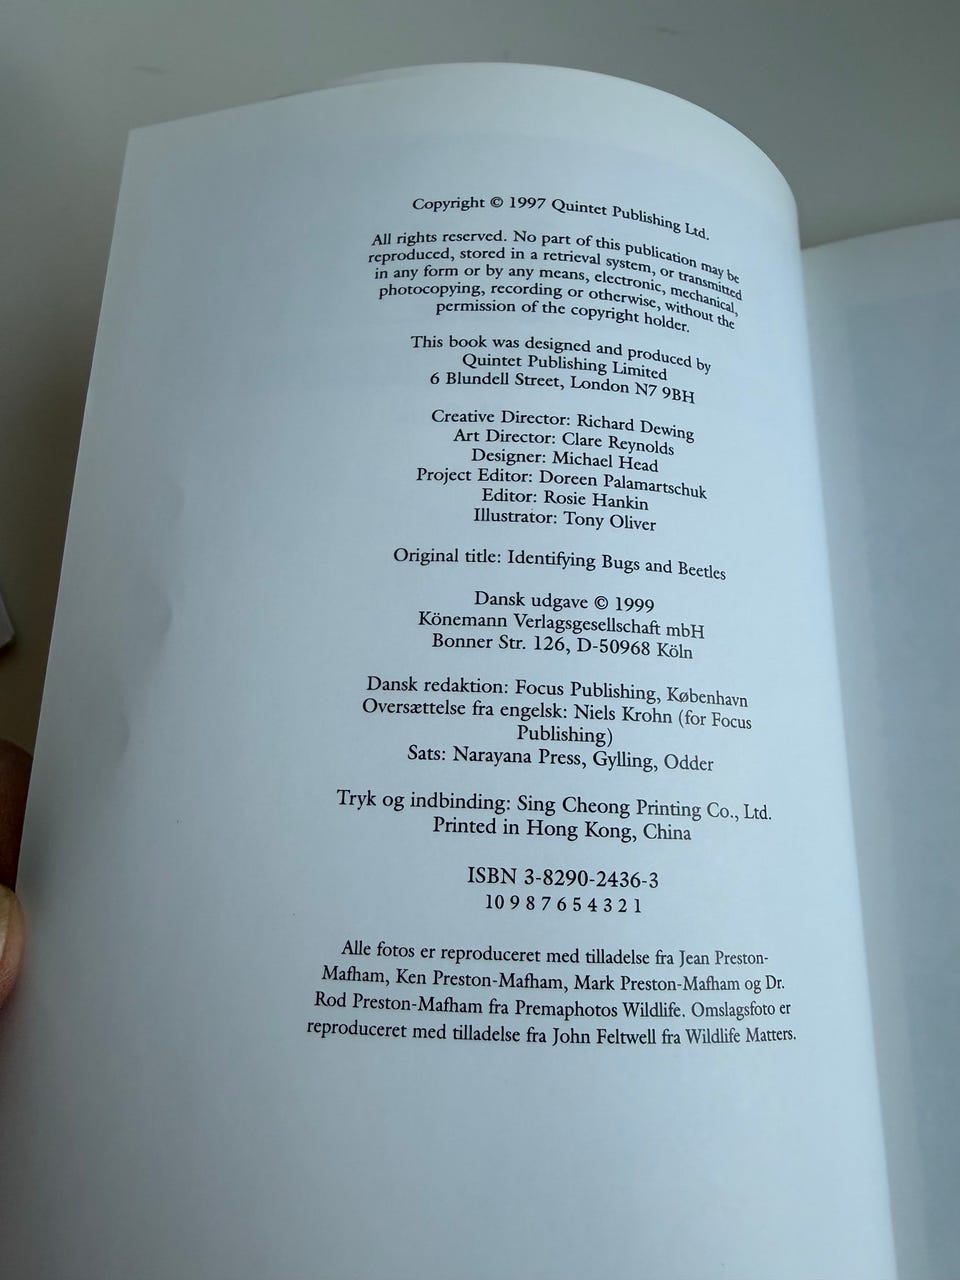 Copyright © 1997 Quintet Publishing Ltd.
All rights reserved. No part of this publication may be
reproduced, stored in a retrieval system, or transmitted
in any form or by any means, electronic, mechanical,
photocopying, recording or otherwise, without the
permission of the copyright holder.
This book was designed and produced by
Quintet Publishing Limited
6 Blundell Street, London N7 9BH
Creative Director: Richard Dewing
Art Director: Clare Reynolds
Designer: Michael Head
Project Editor: Doreen Palamartschuk
Editor: Rosie Hankin
Illustrator: Tony Oliver
Original title: Identifying Bugs and Beetles
Dansk udgave © 1999
Könemann Verlagsgesellschaft mbH
Bonner Str. 126, D-50968 Köln
Dansk redaktion: Focus Publishing, København
Oversættelse fra engelsk: Niels Krohn (for Focus
Publishing)
Sats: Narayana Press, Gylling, Odder
Tryk og indbinding: Sing Cheong Printing Co., Ltd.
Printed in Hong Kong, China
ISBN 3-8290-2436-3
10 9 8 7 6 5 4 3 2 1
Alle fotos er reproduceret med tilladelse fra Jean Preston-
Mafham, Ken Preston-Mafham, Mark Preston-Mafham og Dr.
Rod Preston-Mafham fra Premaphotos Wildlife. Omslagsfoto er
reproduceret med tilladelse fra John Feltwell fra Wildlife Matters.